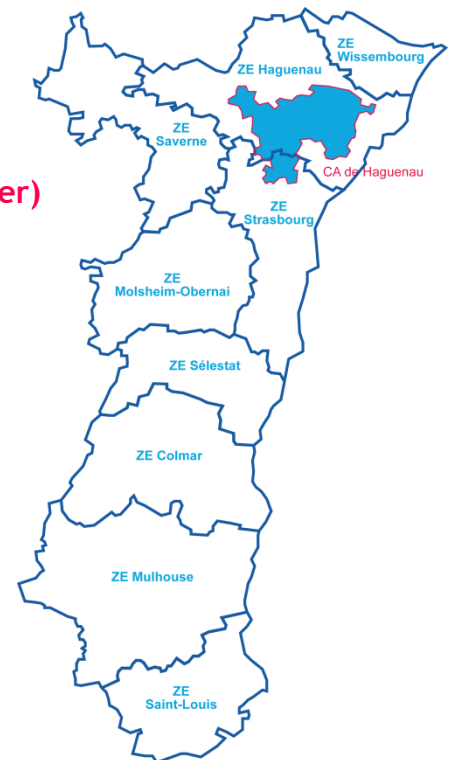 ZE
Wissembourg
ZE Haguenau
ZE
Saverne
CA de Haguenau
er)
ZE
Strasbourg
ZE
Molsheim-Obernai
ZE Sélestat
ZE Colmar
ZE Mulhouse
ZE
Saint-Louis